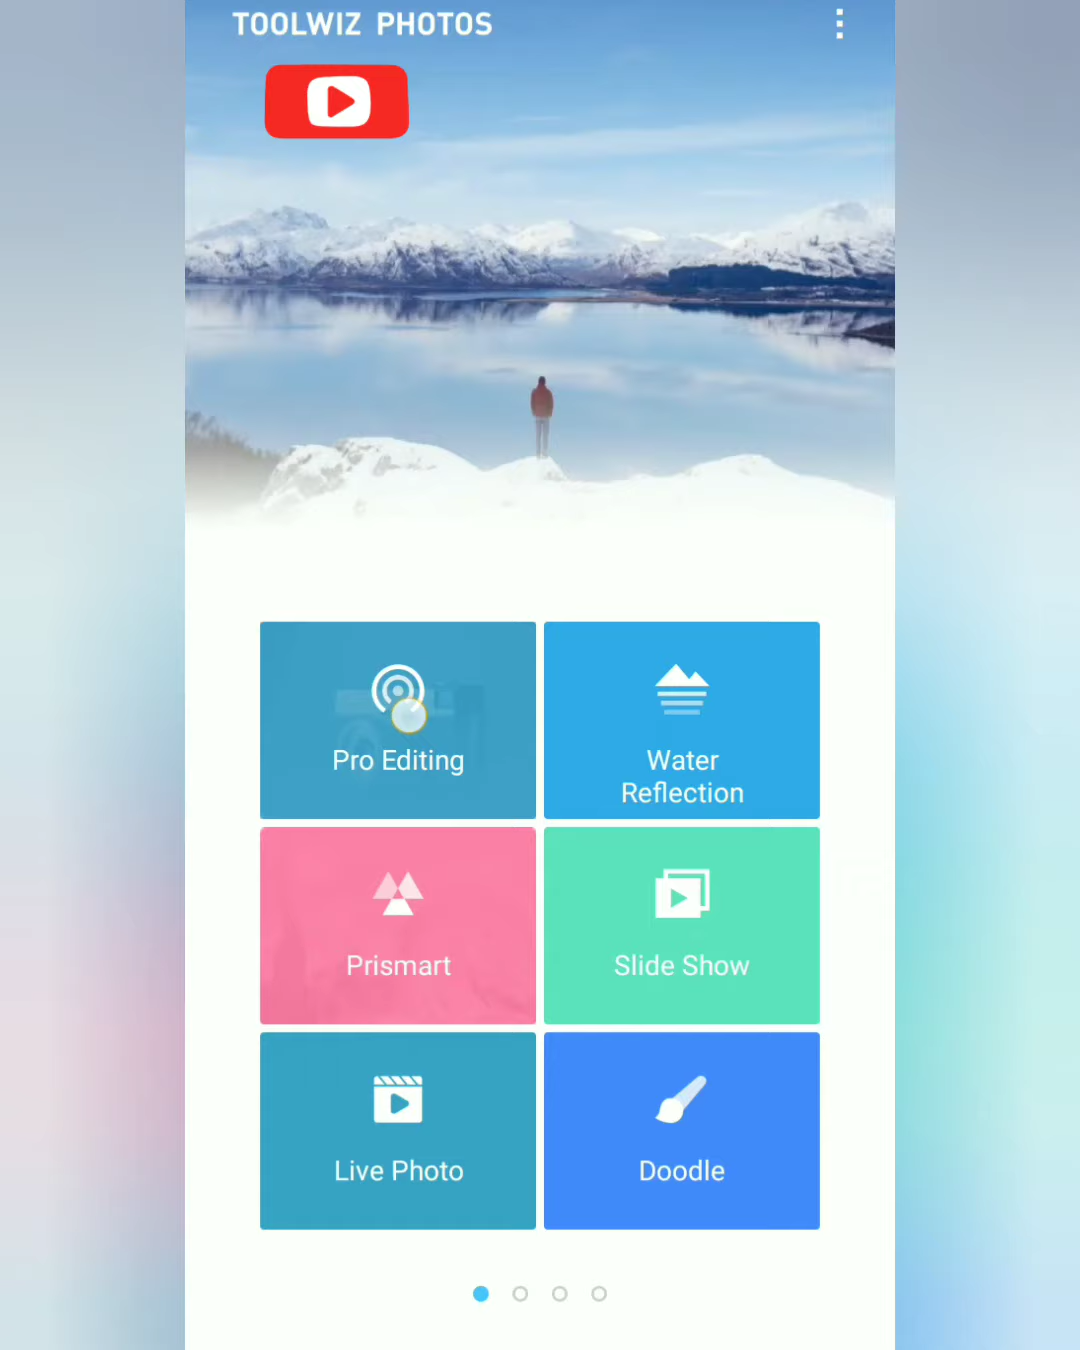 TOOLWIZ PHOTOS
Pro Editing
Water
Reflection
Prismart
Slide Show
Live Photo
Doodle